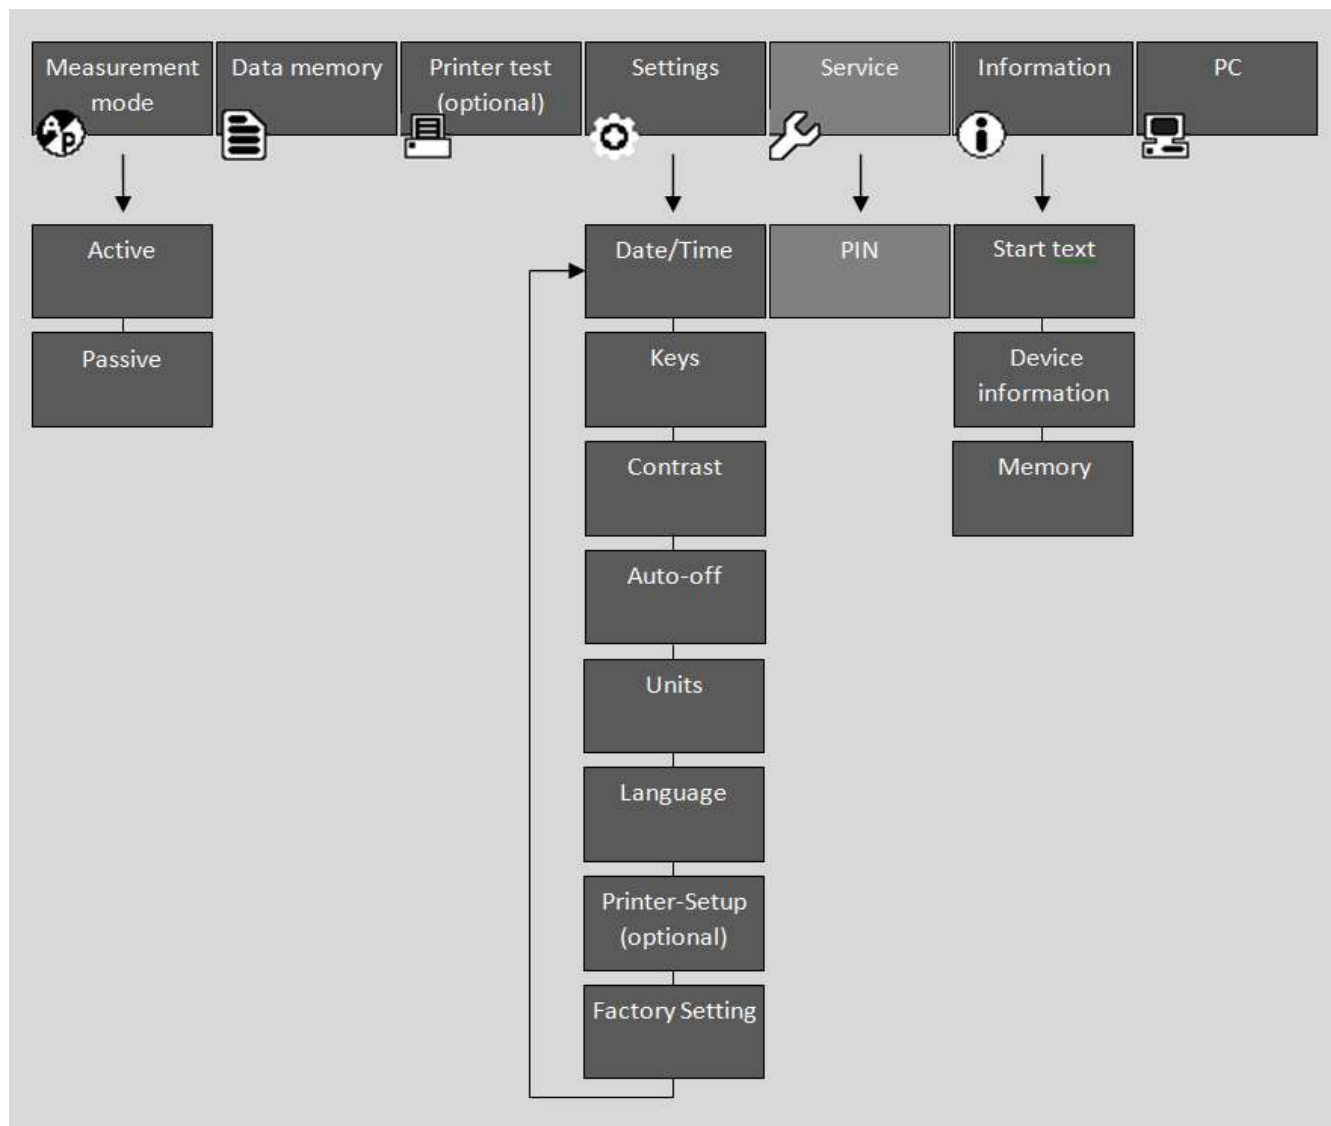 Measurement
mode
Data memory
Printer test
(optional)
Settings
Service
Information
PC
Active
Passive
Date/Time
Keys
Contrast
Auto-off
Units
Language
Printer-Setup
(optional)
Factory Setting
PIN
Start text
Device
information
Memory